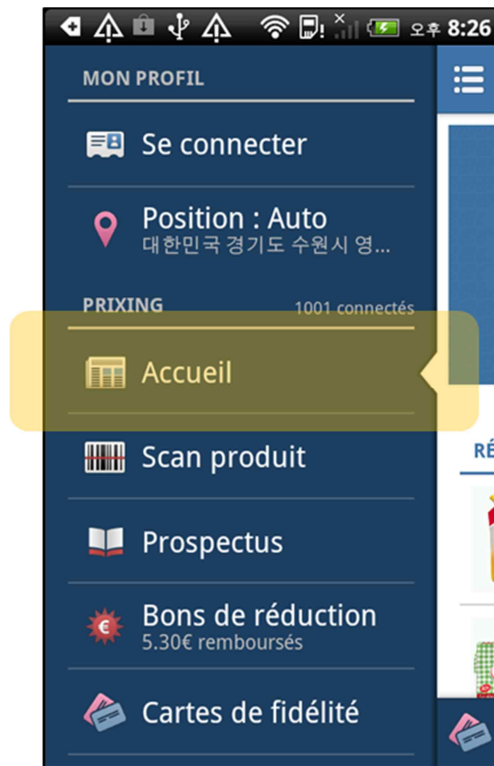 오후 8:26
MON PROFIL
Se connecter
Position : Auto
대한민국 경기도 수원시 영...
PRIXING 1001 connectés
Accueil
Scan produit
RÉ
Prospectus
Bons de réduction
5.30€ remboursés
Cartes de fidélité